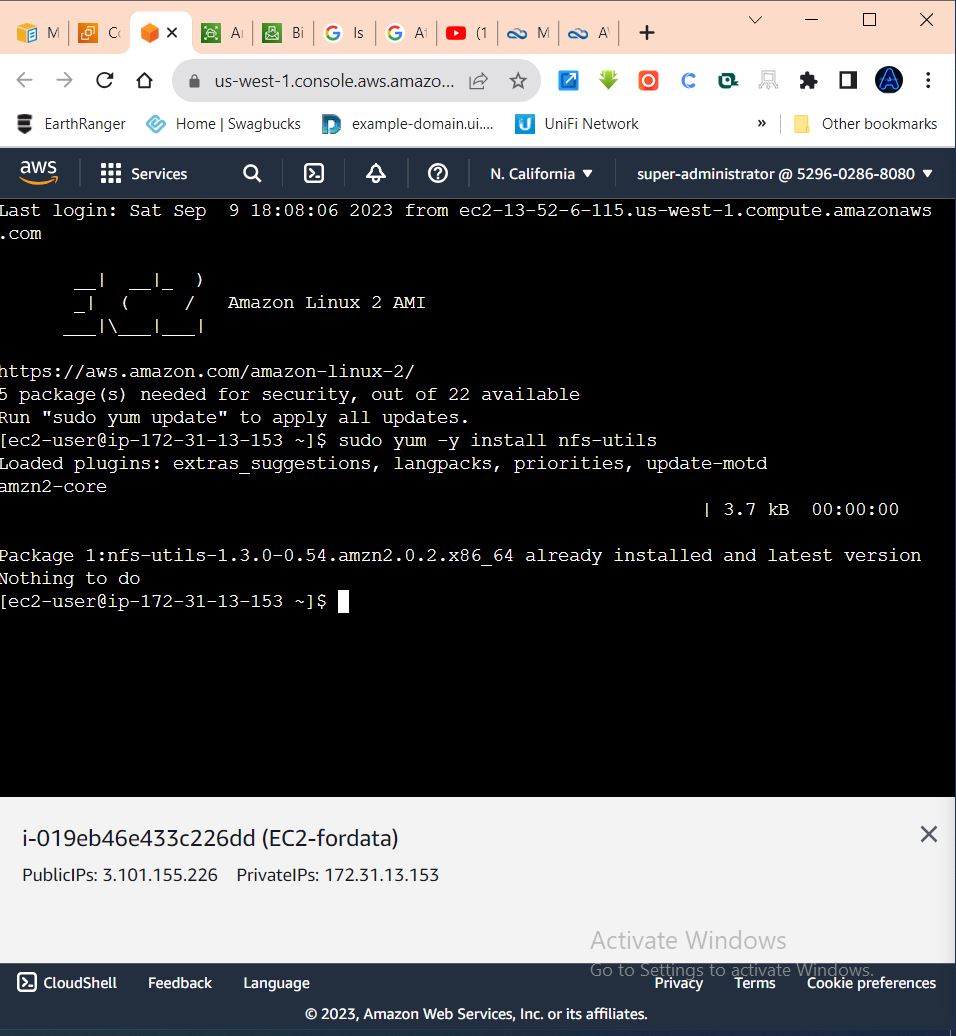 M
Co
Ai
Bi
Is
Af
(1
M
A
us-west-1.console.aws.amazo...
EarthRanger
Home | Swagbucks
example-domain.ui....
UniFi Network
»
Other bookmarks
aws
Services
N. California ▼
super-administrator @ 5296-0286-8080 ▼
Last login: Sat Sep  9 18:08:06 2023 from ec2-13-52-6-115.us-west-1.compute.amazonaws
.com
       __|  __|_  )
       _|  (     /   Amazon Linux 2 AMI
      ___|\___|___|
https://aws.amazon.com/amazon-linux-2/
5 package(s) needed for security, out of 22 available
Run "sudo yum update" to apply all updates.
[ec2-user@ip-172-31-13-153 ~]$ sudo yum -y install nfs-utils
Loaded plugins: extras_suggestions, langpacks, priorities, update-motd
amzn2-core
| 3.7 kB  00:00:00
Package 1:nfs-utils-1.3.0-0.54.amzn2.0.2.x86_64 already installed and latest version
Nothing to do
[ec2-user@ip-172-31-13-153 ~]$
i-019eb46e433c226dd (EC2-fordata)
PublicIPs: 3.101.155.226 PrivateIPs: 172.31.13.153
Activate Windows
Go to Settings to activate Windows.
CloudShell
Feedback
Language
Privacy
Terms
Cookie preferences
© 2023, Amazon Web Services, Inc. or its affiliates.